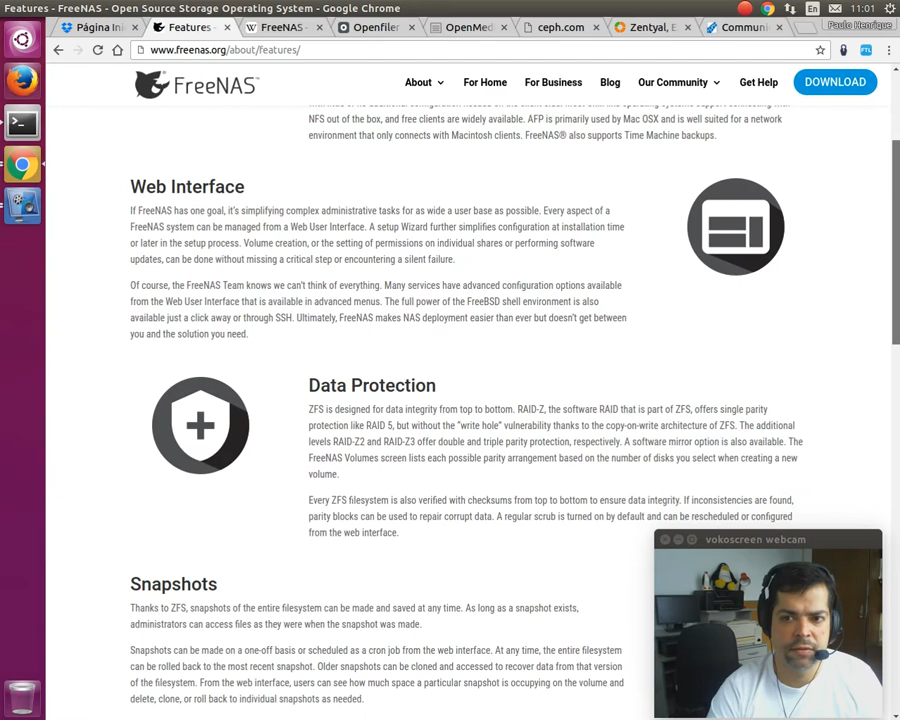 Features - FreeNAS - Open Source Storage Operating System - Google Chrome
En
11:01
Paulo Henrique
Página Ini
Features -
FreeNAS -
Openfiler
OpenMed
ceph.com
Zentyal, E
Communi
www.freenas.org/about/features/
FTL
FreeNAS
About
For Home
For Business
Blog
Our Community
Get Help
DOWNLOAD
NFS out of the box, and free clients are widely available. AFP is primarily used by Mac OSX and is well suited for a network
environment that only connects with Macintosh clients. FreeNAS® also supports Time Machine backups.
Web Interface
If FreeNAS has one goal, it's simplifying complex administrative tasks for as wide a user base as possible. Every aspect of a
FreeNAS system can be managed from a Web User Interface. A setup Wizard further simplifies configuration at installation time
or later in the setup process. Volume creation, or the setting of permissions on individual shares or performing software
updates, can be done without missing a critical step or encountering a silent failure.
Of course, the FreeNAS Team knows we can't think of everything. Many services have advanced configuration options available
from the Web User Interface that is available in advanced menus. The full power of the FreeBSD shell environment is also
available just a click away or through SSH. Ultimately, FreeNAS makes NAS deployment easier than ever but doesn't get between
you and the solution you need.
Data Protection
ZFS is designed for data integrity from top to bottom. RAID-Z, the software RAID that is part of ZFS, offers single parity
protection like RAID 5, but without the "write hole" vulnerability thanks to the copy-on-write architecture of ZFS. The additional
levels RAID-Z2 and RAID-Z3 offer double and triple parity protection, respectively. A software mirror option is also available. The
FreeNAS Volumes screen lists each possible parity arrangement based on the number of disks you select when creating a new
volume.
Every ZFS filesystem is also verified with checksums from top to bottom to ensure data integrity. If inconsistencies are found,
parity blocks can be used to repair corrupt data. A regular scrub is turned on by default and can be rescheduled or configured
from the web interface.
vokoscreen webcam
Snapshots
Thanks to ZFS, snapshots of the entire filesystem can be made and saved at any time. As long as a snapshot exists,
administrators can access files as they were when the snapshot was made.
Snapshots can be made on a one-off basis or scheduled as a cron job from the web interface. At any time, the entire filesystem
can be rolled back to the most recent snapshot. Older snapshots can be cloned and accessed to recover data from that version
of the filesystem. From the web interface, users can see how much space a particular snapshot is occupying on the volume and
delete, clone, or roll back to individual snapshots as needed.